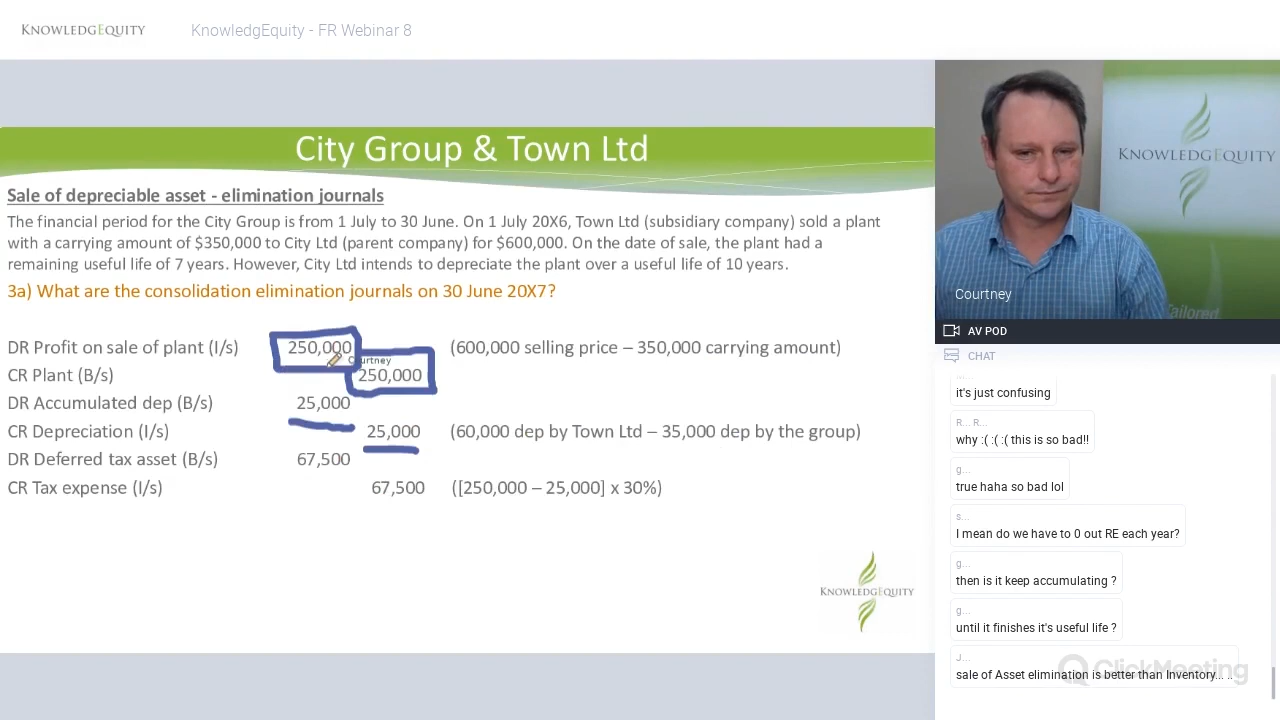 KNOWLEDGEQUITY
KnowledgEquity - FR Webinar 8
City Group & Town Ltd
Sale of depreciable asset - elimination journals
The financial period for the City Group is from 1 July to 30 June. On 1 July 20X6, Town Ltd (subsidiary company) sold a plant
with a carrying amount of $350,000 to City Ltd (parent company) for $600,000. On the date of sale, the plant had a
remaining useful life of 7 years. However, City Ltd intends to depreciate the plant over a useful life of 10 years.
3a) What are the consolidation elimination journals on 30 June 20X7?
DR Profit on sale of plant (I/s) 250,000 (600,000 selling price – 350,000 carrying amount)
Courtney
CR Plant (B/s) 250,000
DR Accumulated dep (B/s) 25,000
CR Depreciation (I/s) 25,000 (60,000 dep by Town Ltd – 35,000 dep by the group)
DR Deferred tax asset (B/s) 67,500
CR Tax expense (I/s) 67,500 ([250,000 – 25,000] x 30%)
KNOWLEDGEQUITY
KNOWLEDGEQUITY
Tailored
Courtney
AV POD
CHAT
it's just confusing
R... R...
why :( :( :( this is so bad!!
g...
true haha so bad lol
s...
I mean do we have to 0 out RE each year?
g...
then is it keep accumulating ?
g...
until it finishes it's useful life ?
J...
sale of Asset elimination is better than Inventory... ..
ClickMeeting